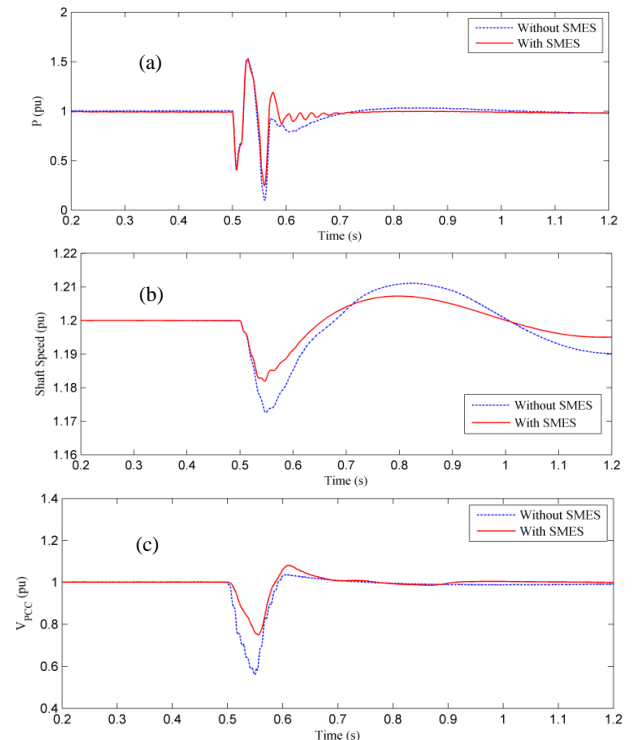 2
1.5
1
0.5
0
P (pu)
(a)
Without SMES
With SMES
0.2 0.3 0.4 0.5 0.6 0.7 0.8 0.9 1 1.1 1.2
Time (s)
1.22
1.21
1.20
1.19
1.18
1.17
1.16
Shaft Speed (pu)
(b)
Without SMES
With SMES
0.2 0.3 0.4 0.5 0.6 0.7 0.8 0.9 1 1.1 1.2
Time (s)
1.4
1.2
1
0.8
0.6
0.4
V_PCC (pu)
(c)
Without SMES
With SMES
0.2 0.3 0.4 0.5 0.6 0.7 0.8 0.9 1 1.1 1.2
Time (s)